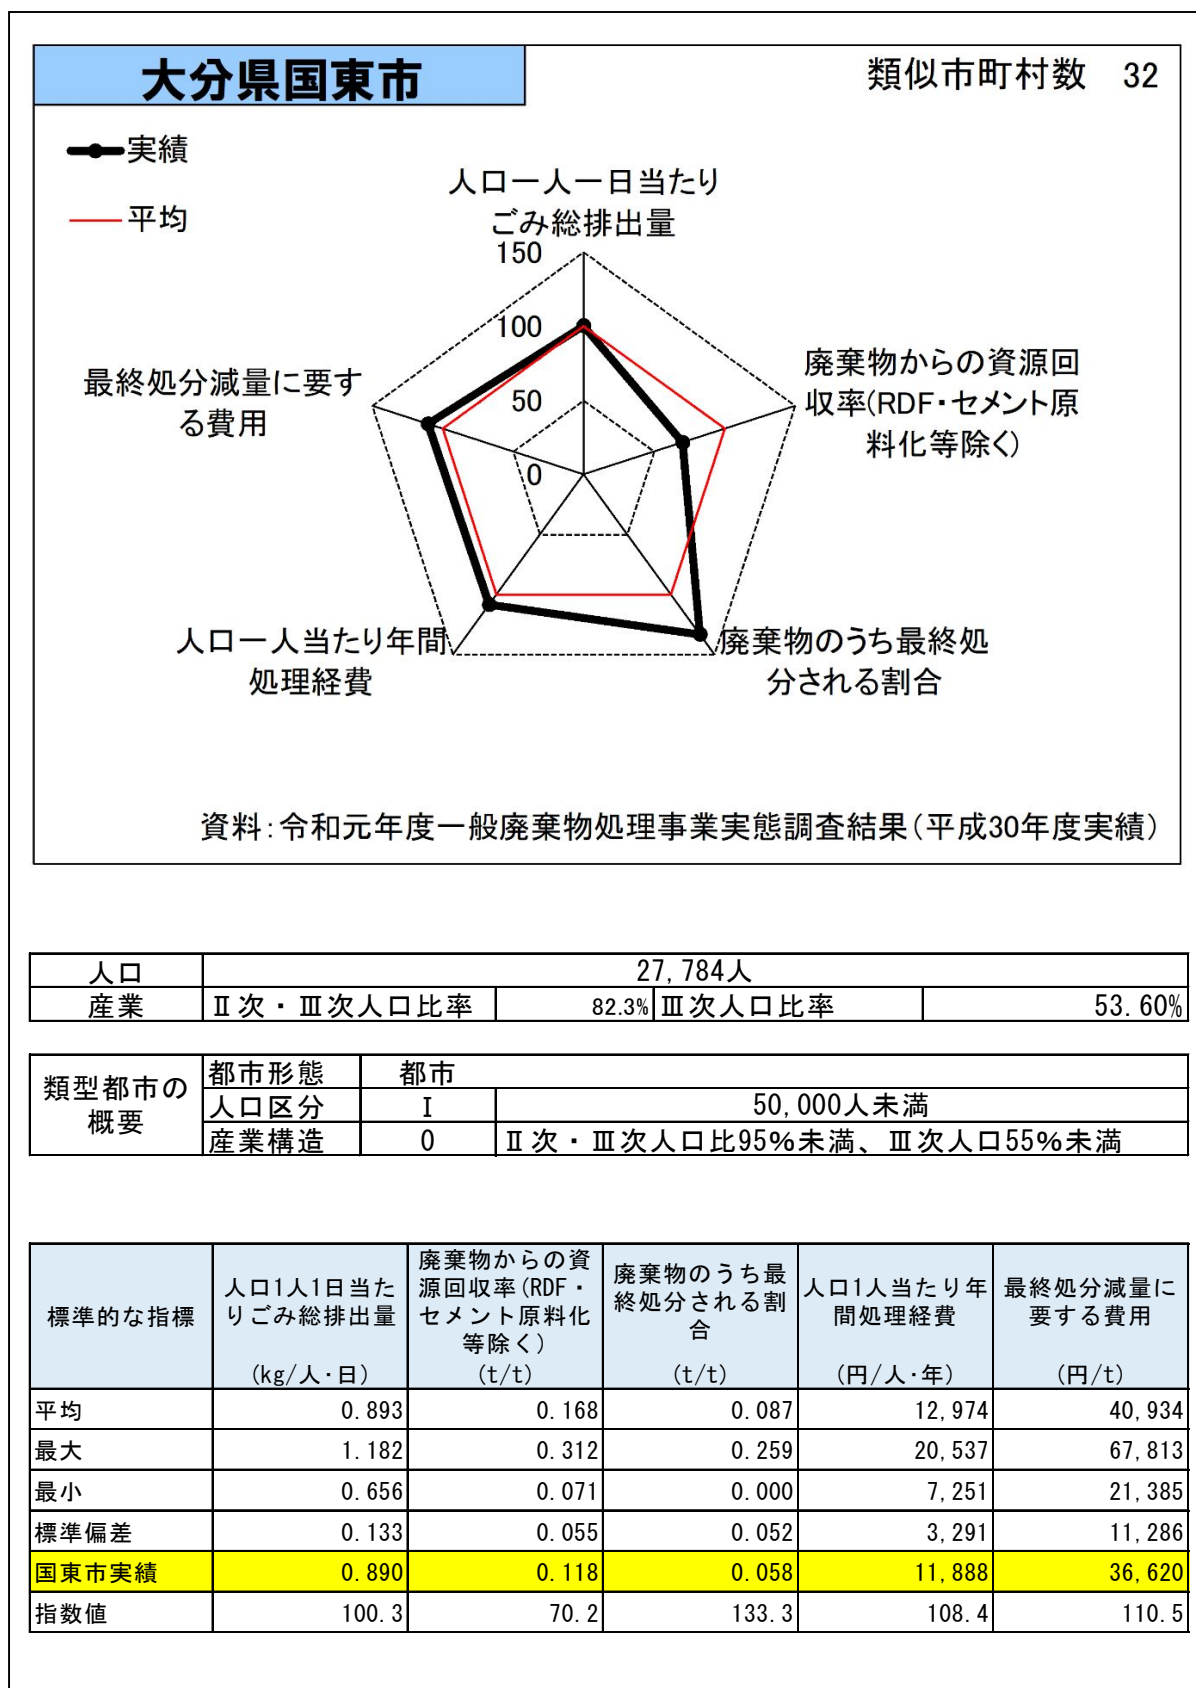 大分県国東市
類似市町村数 32
実績
平均
人口一人一日当たり
ごみ総排出量
150
100
50
0
廃棄物からの資源回
収率(RDF・セメント原
料化等除く)
最終処分減量に要す
る費用
人口一人当たり年間
処理経費
廃棄物のうち最終処
分される割合
資料:令和元年度一般廃棄物処理事業実態調査結果(平成30年度実績)
人口 27,784人
産業 Ⅱ次・Ⅲ次人口比率 82.3% Ⅲ次人口比率 53.60%
類型都市の
概要
都市形態 都市
人口区分 Ⅰ 50,000人未満
産業構造 0 Ⅱ次・Ⅲ次人口比95%未満、Ⅲ次人口55%未満
標準的な指標
人口1人1日当た
りごみ総排出量
(kg/人・日)
廃棄物からの資
源回収率(RDF・
セメント原料化
等除く)
(t/t)
廃棄物のうち最
終処分される割
合
(t/t)
人口1人当たり年
間処理経費
(円/人・年)
最終処分減量に
要する費用
(円/t)
平均 0.893 0.168 0.087 12,974 40,934
最大 1.182 0.312 0.259 20,537 67,813
最小 0.656 0.071 0.000 7,251 21,385
標準偏差 0.133 0.055 0.052 3,291 11,286
国東市実績 0.890 0.118 0.058 11,888 36,620
指数値 100.3 70.2 133.3 108.4 110.5